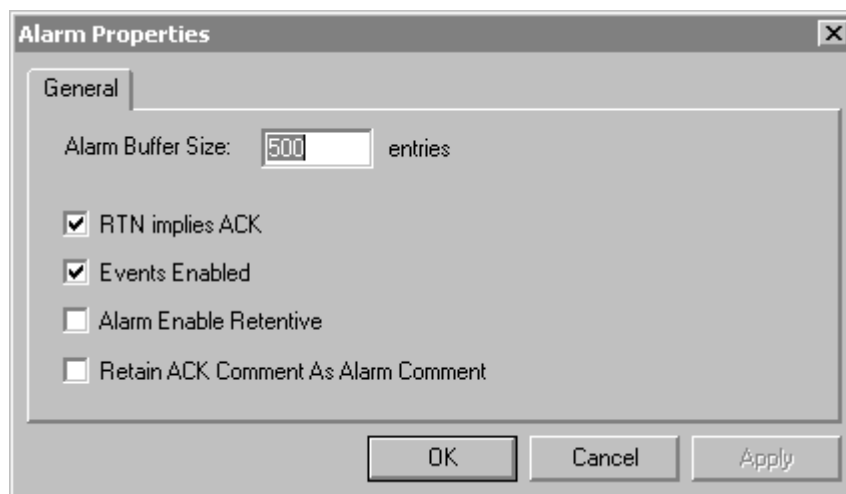 Alarm Properties
General
Alarm Buffer Size: 500 entries
RTN implies ACK
Events Enabled
Alarm Enable Retentive
Retain ACK Comment As Alarm Comment
OK Cancel Apply